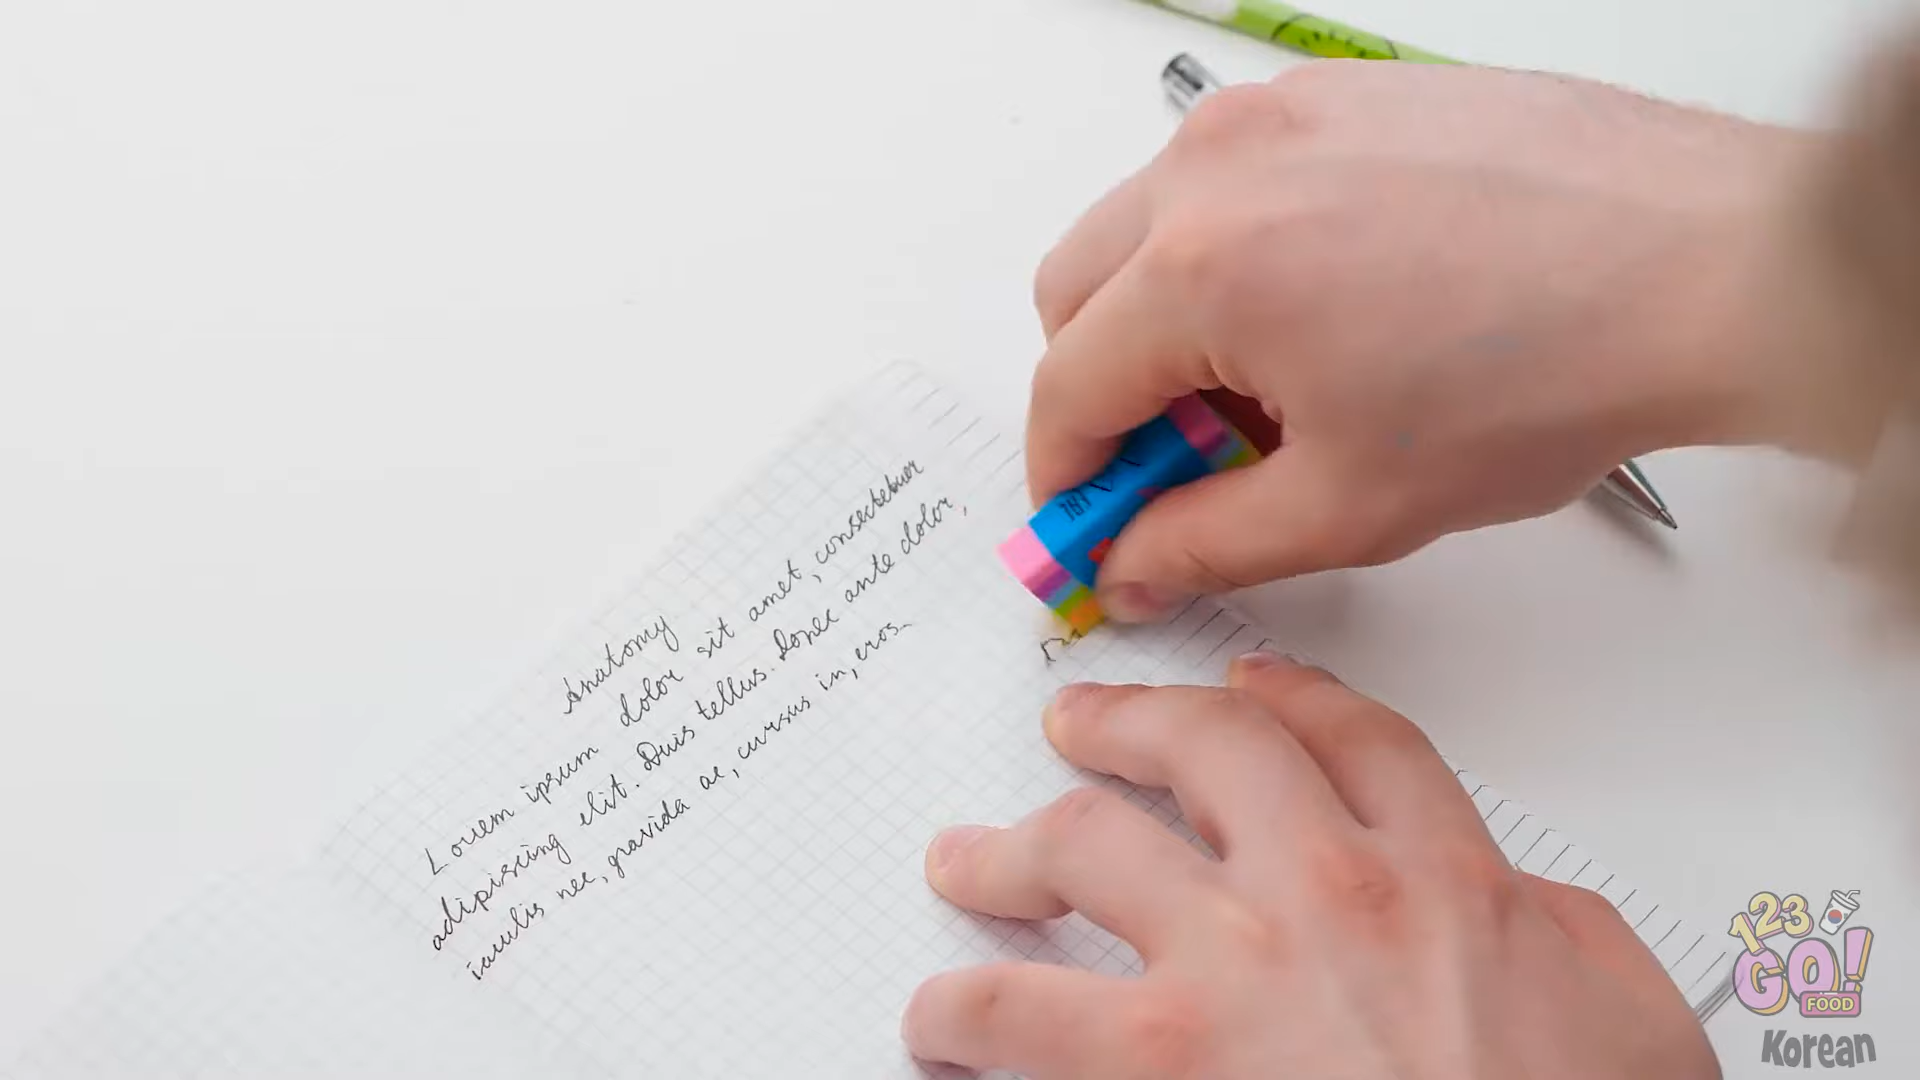 Anatomy
Lorem ipsum dolor sit amet, consectetuer
adipiscing elit. Duis tellus. Donec ante dolor,
iaculis nec, gravida ac, cursus in, eros.
123
GO!
FOOD
Korean